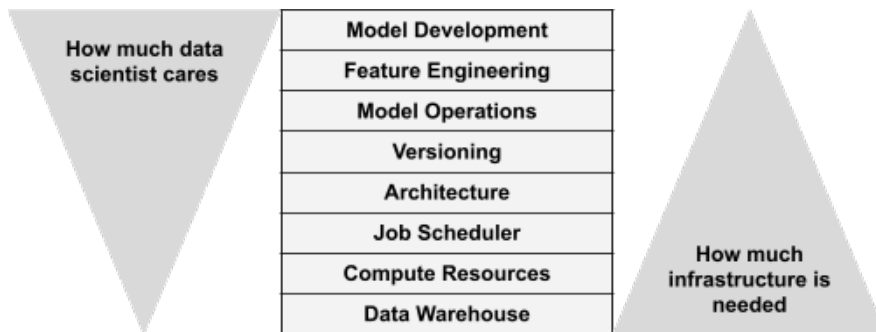 How much data
scientist cares
Model Development
Feature Engineering
Model Operations
Versioning
Architecture
Job Scheduler
Compute Resources
Data Warehouse
How much
infrastructure is
needed